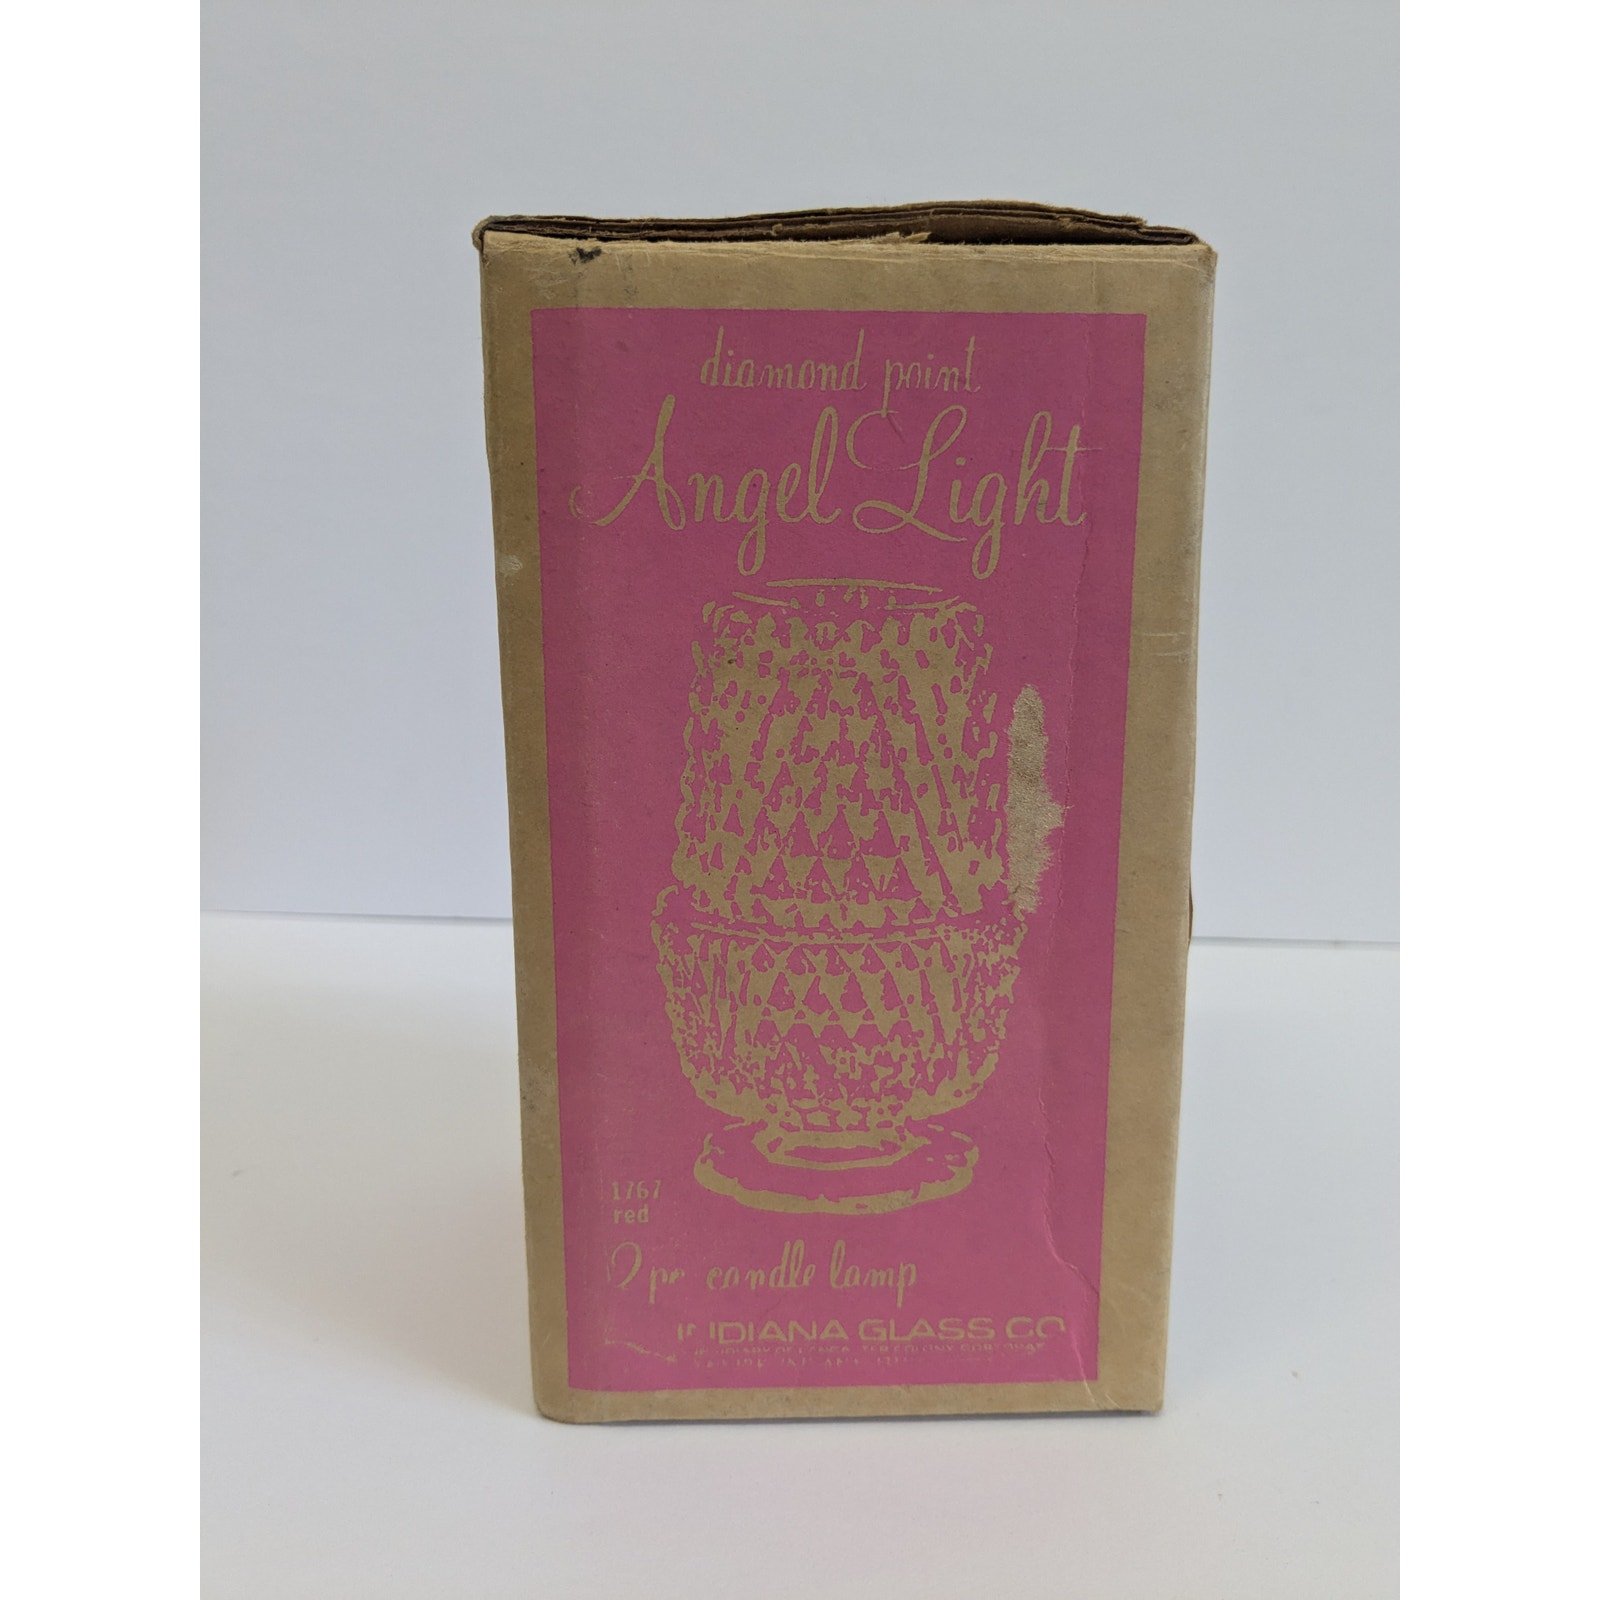 diamond point
Angel Light
1767
red
2 pc candle lamp
INDIANA GLASS CO